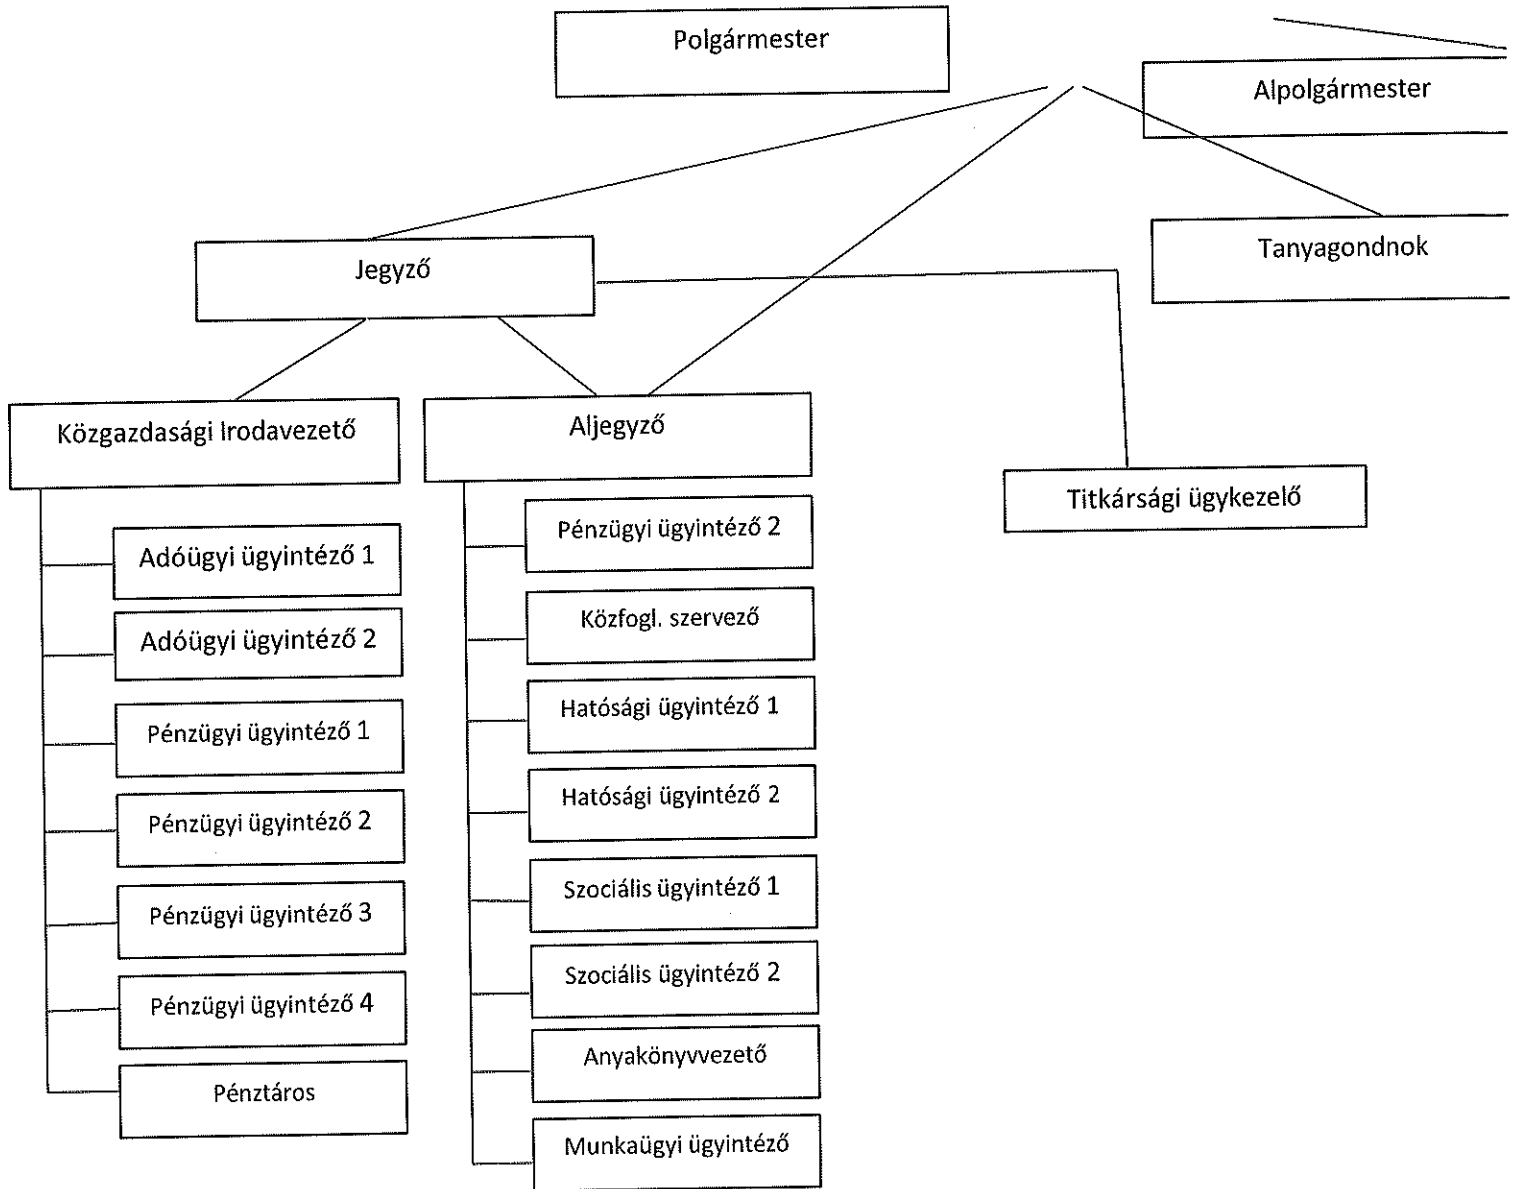 Polgármester
Alpolgármester
Jegyző
Tanyagondnok
Közgazdasági Irodavezető
Aljegyző
Titkársági ügykezelő
Adóügyi ügyintéző 1
Adóügyi ügyintéző 2
Pénzügyi ügyintéző 1
Pénzügyi ügyintéző 2
Pénzügyi ügyintéző 3
Pénzügyi ügyintéző 4
Pénztáros
Pénzügyi ügyintéző 2
Közfogl. szervező
Hatósági ügyintéző 1
Hatósági ügyintéző 2
Szociális ügyintéző 1
Szociális ügyintéző 2
Anyakönyvvezető
Munkaügyi ügyintéző